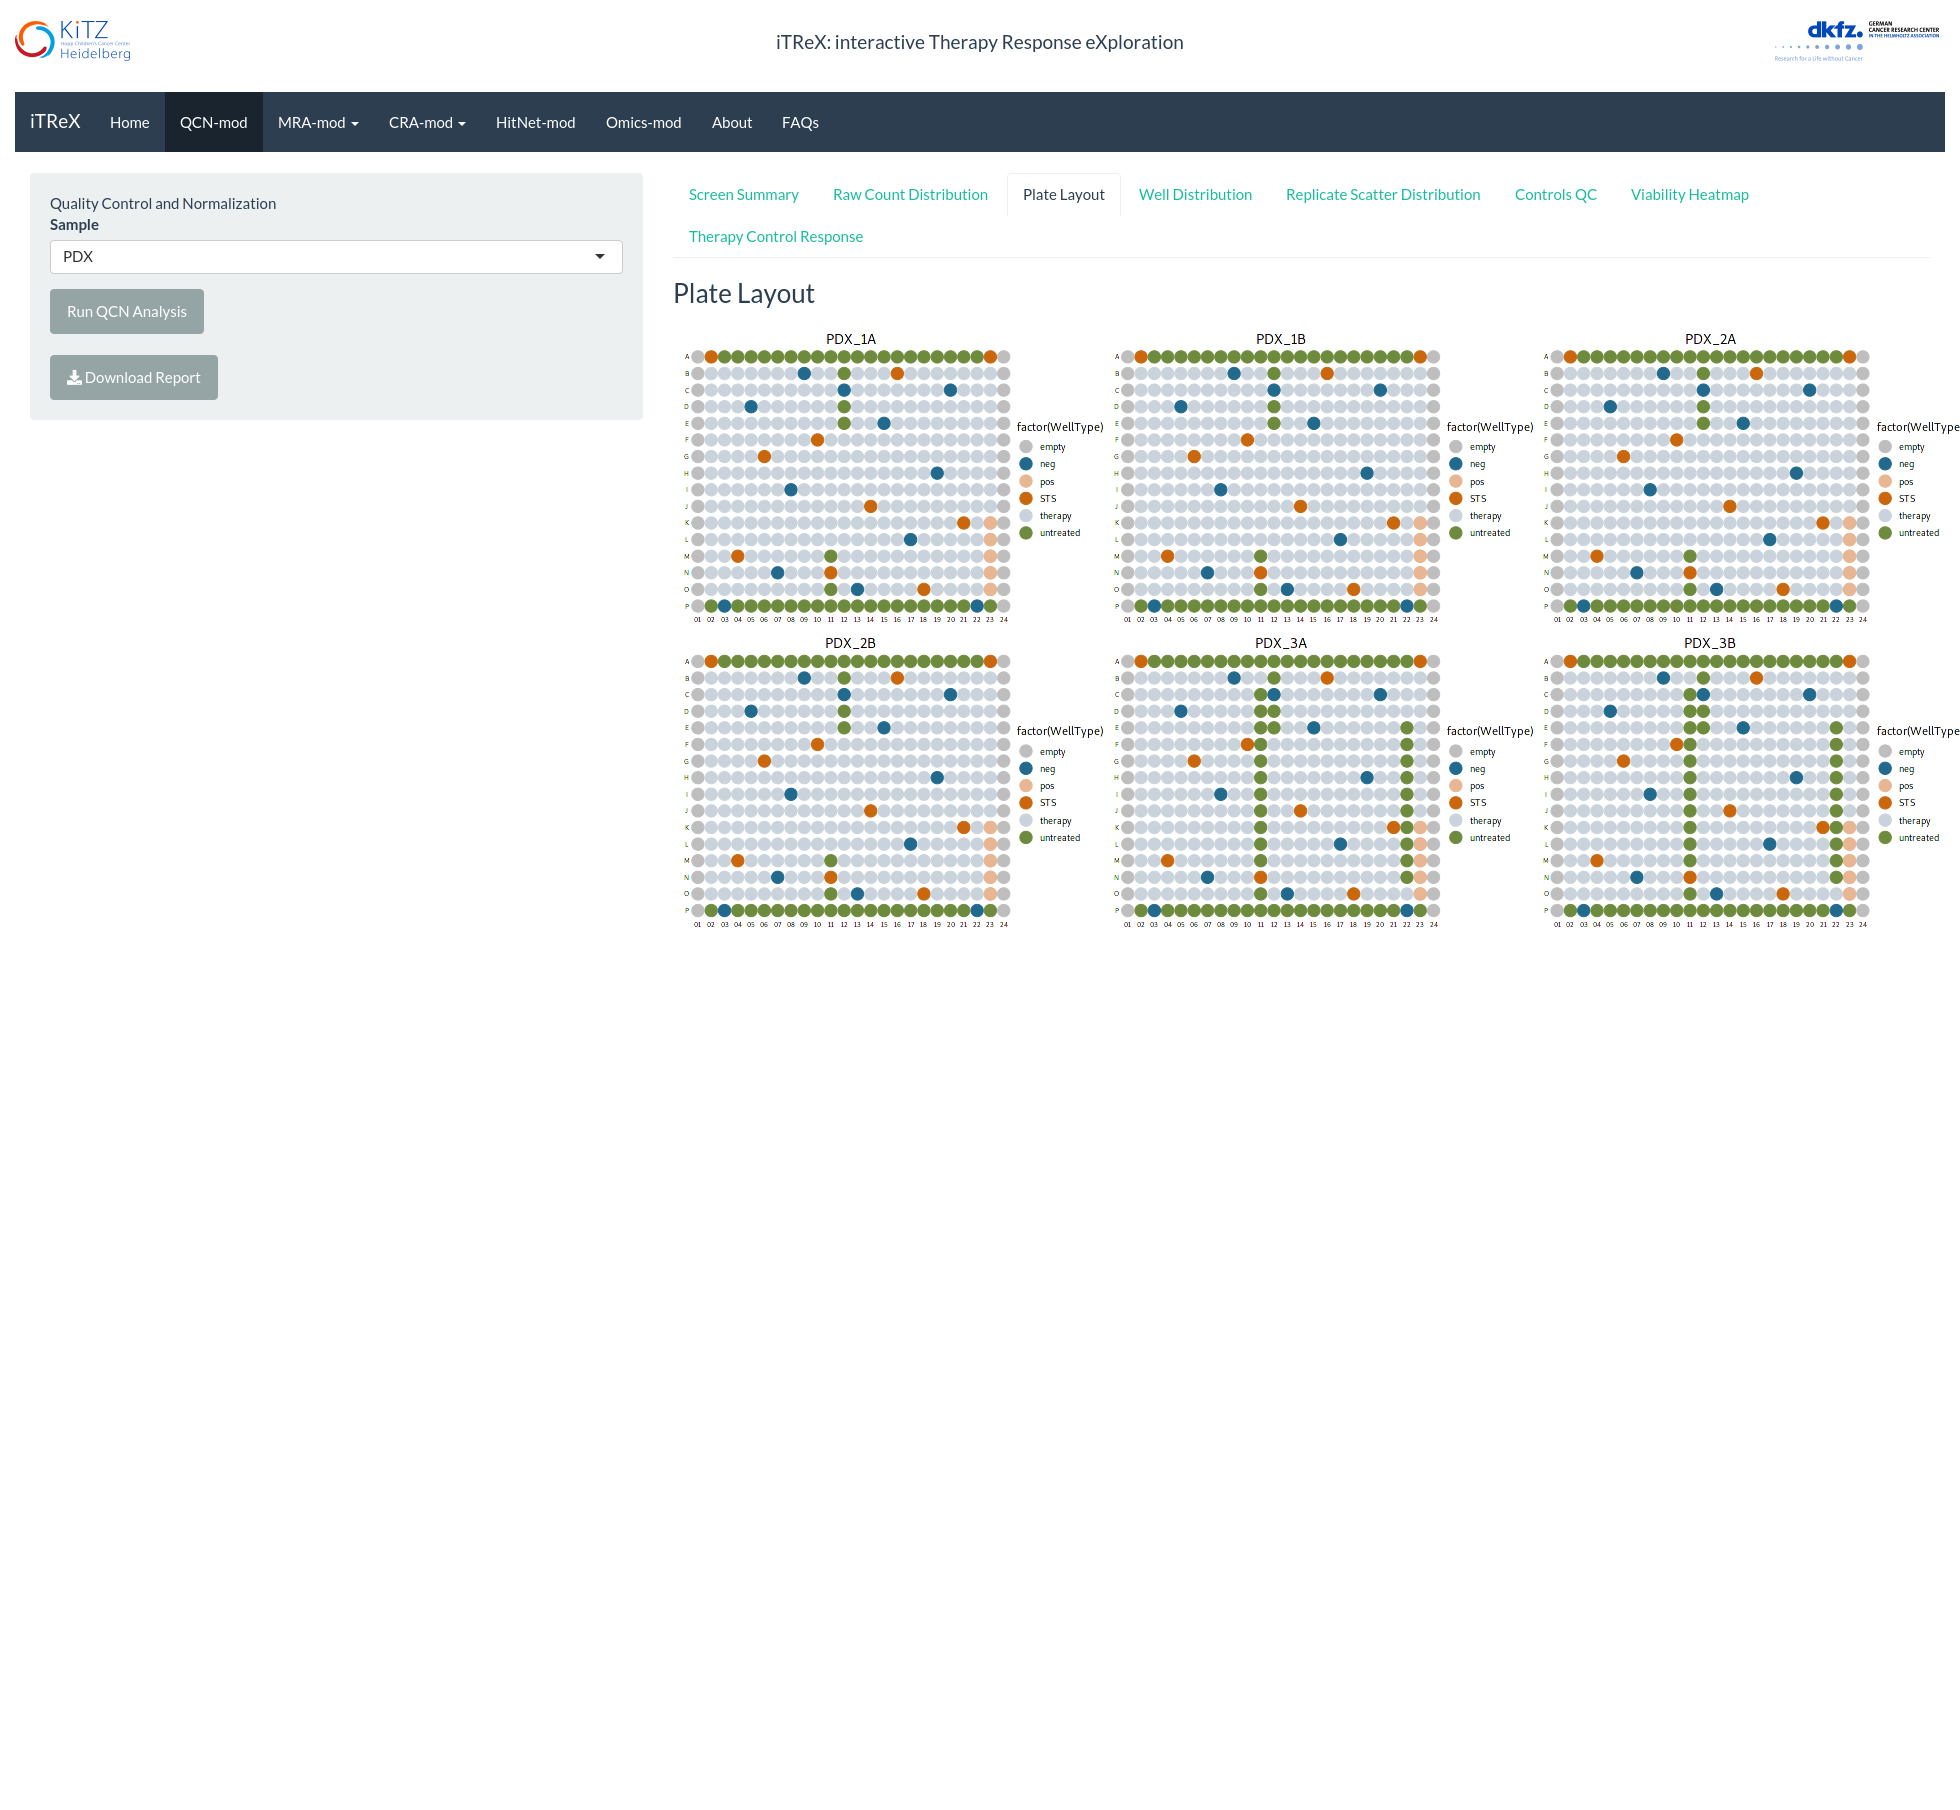 KiTZ
Hopp Children's Cancer Center
Heidelberg
iTReX: interactive Therapy Response eXploration
dkfz.
GERMAN
CANCER RESEARCH CENTER
IN THE HELMHOLTZ ASSOCIATION
Research for a Life without Cancer
iTReX Home QCN-mod MRA-mod CRA-mod HitNet-mod Omics-mod About FAQs
Quality Control and Normalization
Sample
PDX
Run QCN Analysis
Download Report
Screen Summary Raw Count Distribution Plate Layout Well Distribution Replicate Scatter Distribution Controls QC Viability Heatmap
Therapy Control Response
Plate Layout
PDX_1A
A
B
C
D
E
F
G
H
I
J
K
L
M
N
O
P
01 02 03 04 05 06 07 08 09 10 11 12 13 14 15 16 17 18 19 20 21 22 23 24
factor(WellType)
empty
neg
pos
STS
therapy
untreated
PDX_1B
A
B
C
D
E
F
G
H
I
J
K
L
M
N
O
P
01 02 03 04 05 06 07 08 09 10 11 12 13 14 15 16 17 18 19 20 21 22 23 24
factor(WellType)
empty
neg
pos
STS
therapy
untreated
PDX_2A
A
B
C
D
E
F
G
H
I
J
K
L
M
N
O
P
01 02 03 04 05 06 07 08 09 10 11 12 13 14 15 16 17 18 19 20 21 22 23 24
factor(WellType
empty
neg
pos
STS
therapy
untreated
PDX_2B
A
B
C
D
E
F
G
H
I
J
K
L
M
N
O
P
01 02 03 04 05 06 07 08 09 10 11 12 13 14 15 16 17 18 19 20 21 22 23 24
factor(WellType)
empty
neg
pos
STS
therapy
untreated
PDX_3A
A
B
C
D
E
F
G
H
I
J
K
L
M
N
O
P
01 02 03 04 05 06 07 08 09 10 11 12 13 14 15 16 17 18 19 20 21 22 23 24
factor(WellType)
empty
neg
pos
STS
therapy
untreated
PDX_3B
A
B
C
D
E
F
G
H
I
J
K
L
M
N
O
P
01 02 03 04 05 06 07 08 09 10 11 12 13 14 15 16 17 18 19 20 21 22 23 24
factor(WellType
empty
neg
pos
STS
therapy
untreated